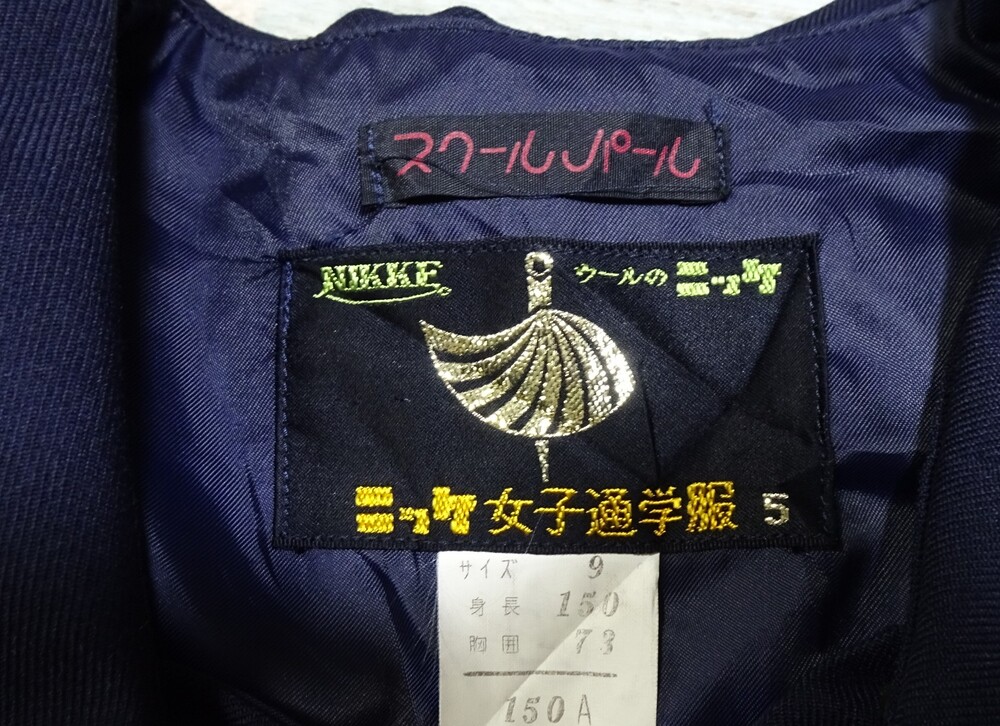 スクールパール
NIKKE
ウールの ニッケ
ニッケ女子通学服 5
サイズ 9
身長 150
胸囲 73
150A